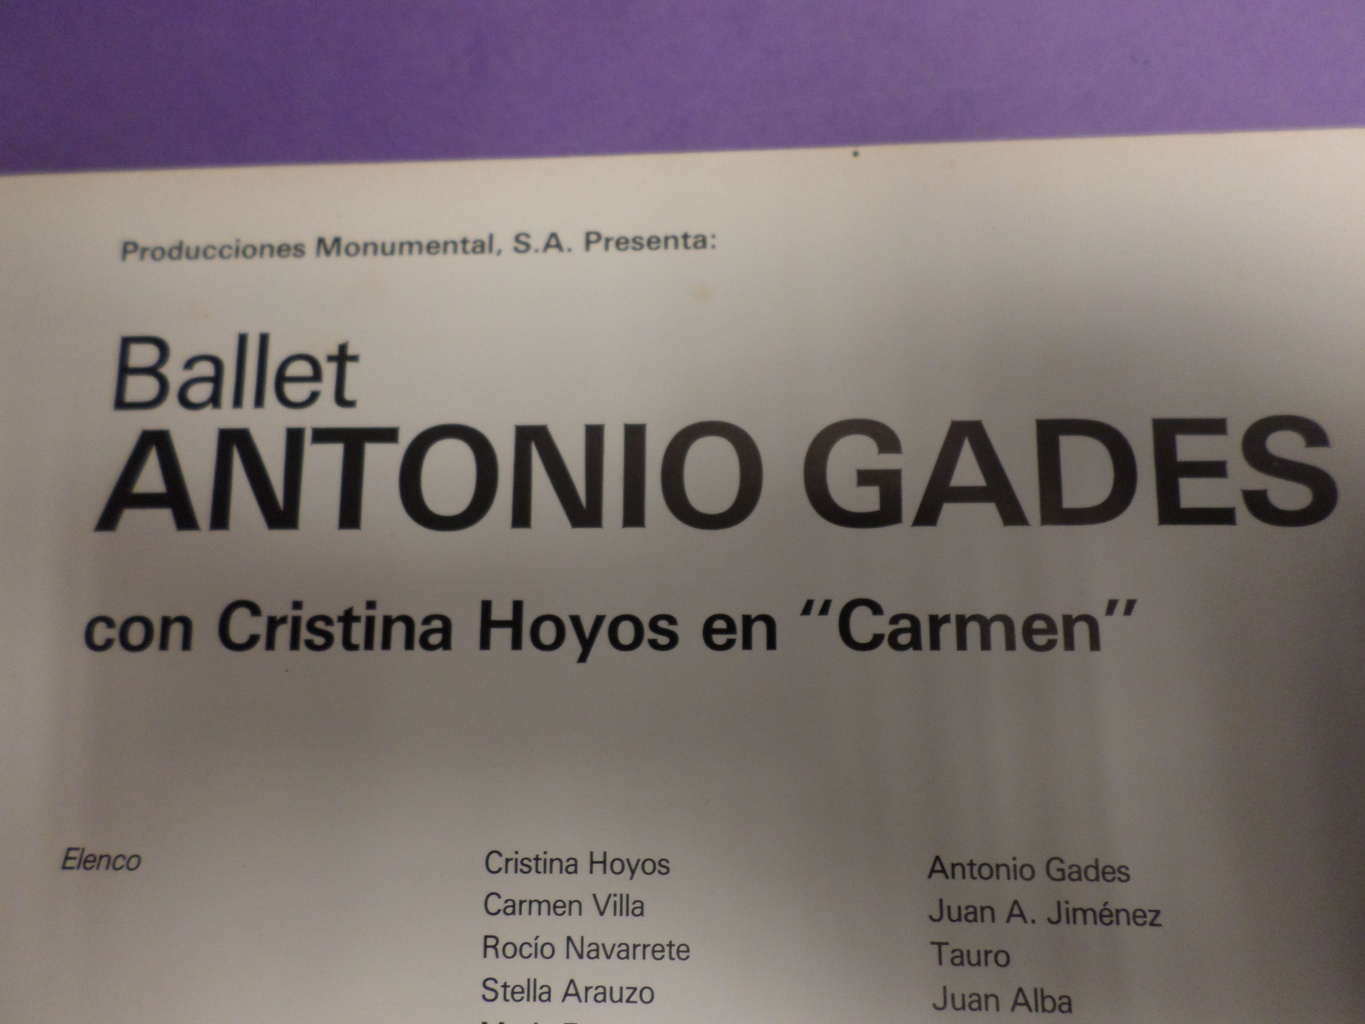 Producciones Monumental, S.A. Presenta:
Ballet
ANTONIO GADES
con Cristina Hoyos en “Carmen”
Elenco
Cristina Hoyos
Carmen Villa
Rocío Navarrete
Stella Arauzo
Antonio Gades
Juan A. Jiménez
Tauro
Juan Alba